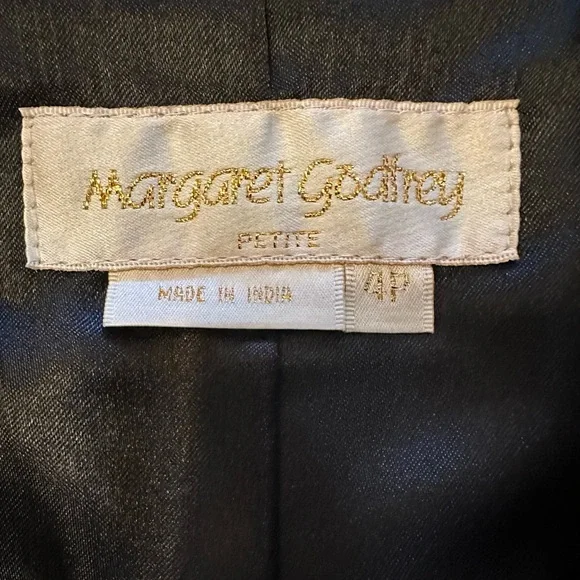 Margaret Godfrey
PETITE
MADE IN INDIA
4P